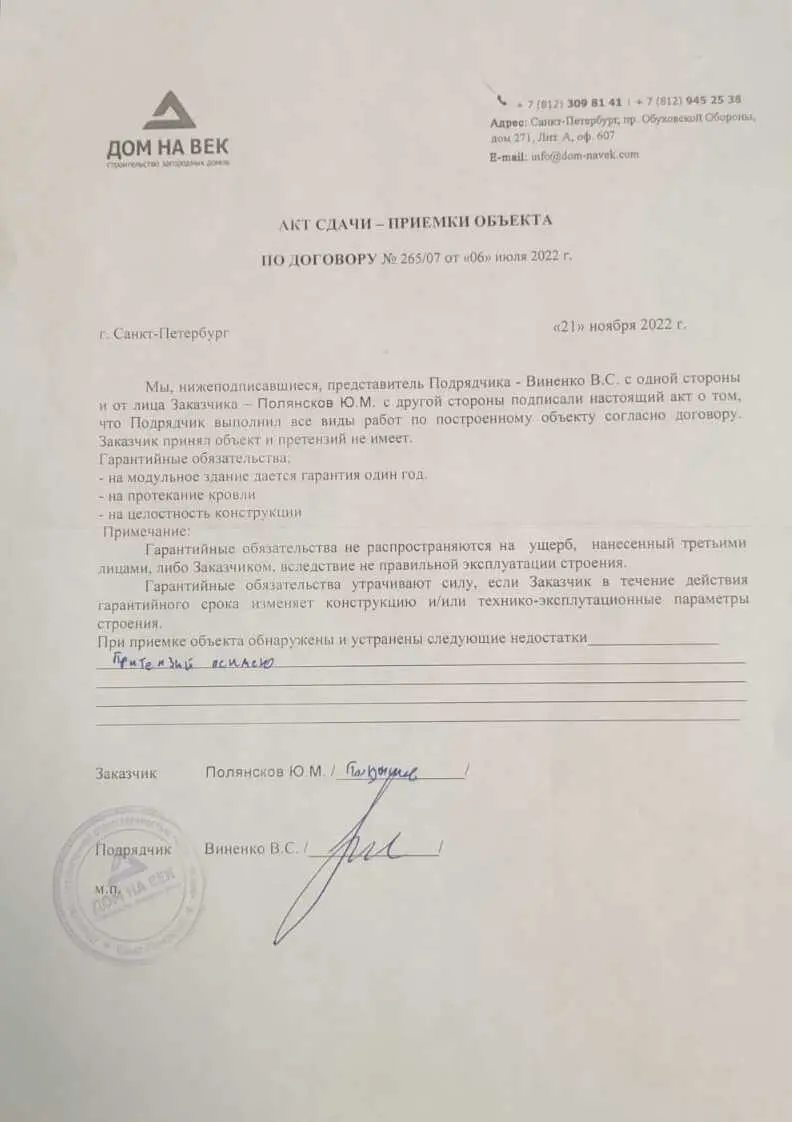 ДОМ НА ВЕК
строительство загородных домов
+ 7 (812) 309 81 41 | + 7 (812) 945 25 38
Адрес: Санкт-Петербург, пр. Обуховской Обороны,
дом 271, Лит А, оф. 607
E-mail: info@dom-navek.com
АКТ СДАЧИ – ПРИЕМКИ ОБЪЕКТА
ПО ДОГОВОРУ № 265/07 от «06» июля 2022 г.
г. Санкт-Петербург
«21» ноября 2022 г.
Мы, нижеподписавшиеся, представитель Подрядчика - Виненко В.С. с одной стороны
и от лица Заказчика – Полянсков Ю.М. с другой стороны подписали настоящий акт о том,
что Подрядчик выполнил все виды работ по построенному объекту согласно договору.
Заказчик принял объект и претензий не имеет.
Гарантийные обязательства:
- на модульное здание дается гарантия один год.
- на протекание кровли
- на целостность конструкции
Примечание:
Гарантийные обязательства не распространяются на ущерб, нанесенный третьими
лицами, либо Заказчиком, вследствие не правильной эксплуатации строения.
Гарантийные обязательства утрачивают силу, если Заказчик в течение действия
гарантийного срока изменяет конструкцию и/или технико-эксплутационные параметры
строения.
При приемке объекта обнаружены и устранены следующие недостатки
Притензий
Заказчик Полянсков Ю.М. / /
Подрядчик Виненко В.С. / /
м.п.
ДОМ НА ВЕК